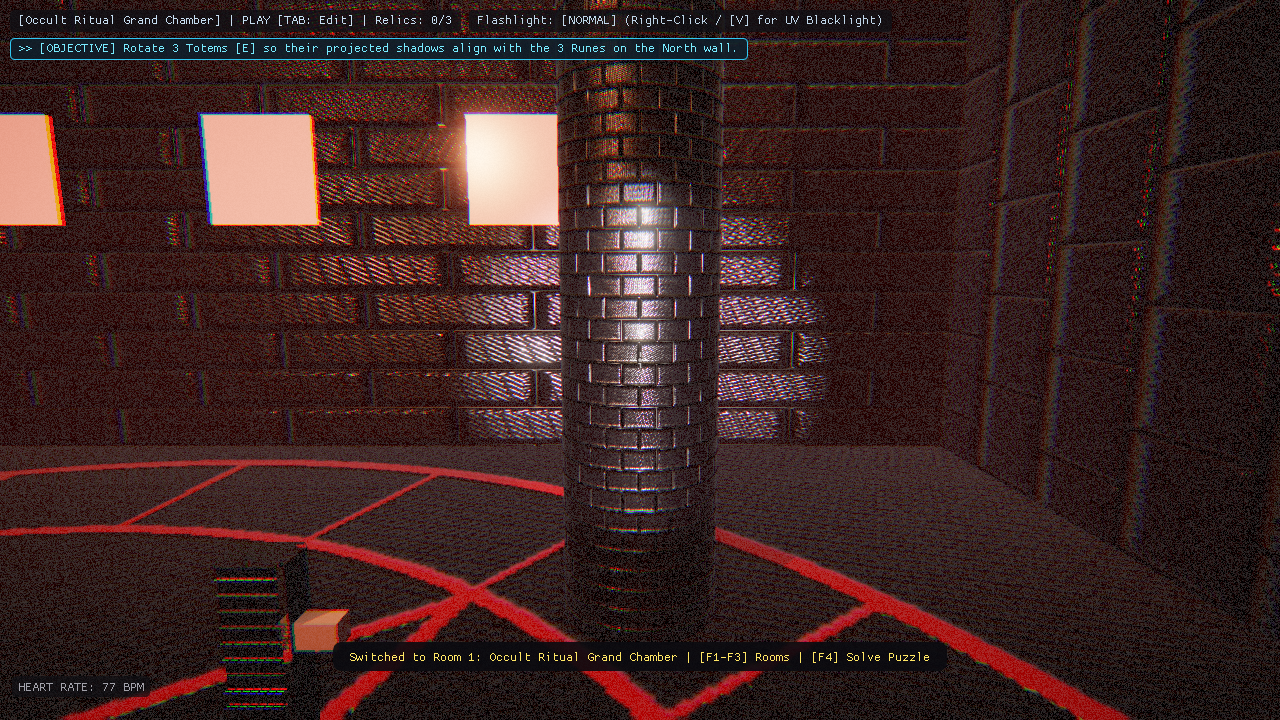 [Occult Ritual Grand Chamber] | PLAY [TAB: Edit] | Relics: 0/3 Flashlight: [NORMAL] (Right-Click / [V] for UV Blacklight)
>> [OBJECTIVE] Rotate 3 Totems [E] so their projected shadows align with the 3 Runes on the North wall.
Switched to Room 1: Occult Ritual Grand Chamber | [F1-F3] Rooms | [F4] Solve Puzzle
HEART RATE: 77 BPM